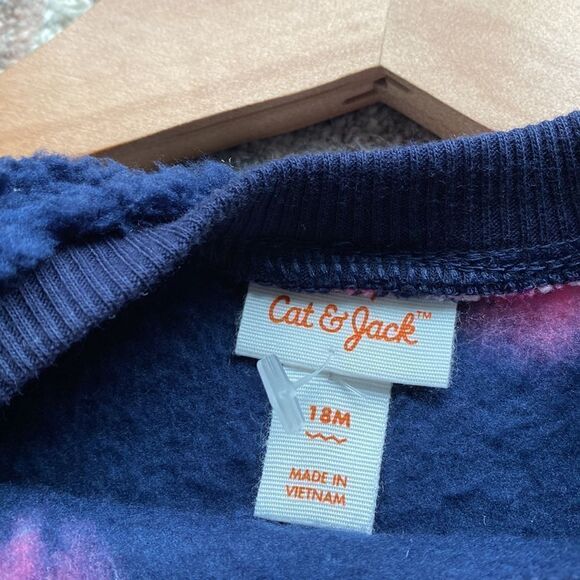 Cat & Jack™
18M
MADE IN
VIETNAM